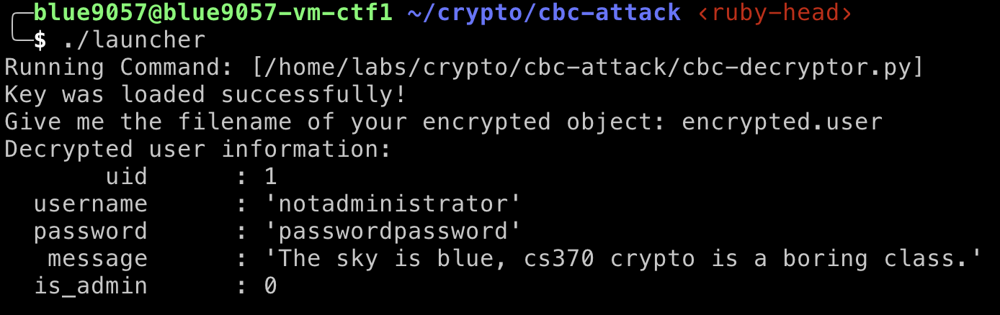 blue9057@blue9057-vm-ctf1 ~/crypto/cbc-attack ‹ruby-head›
$ ./launcher
Running Command: [/home/labs/crypto/cbc-attack/cbc-decryptor.py]
Key was loaded successfully!
Give me the filename of your encrypted object: encrypted.user
Decrypted user information:
uid : 1
username : 'notadministrator'
password : 'passwordpassword'
message : 'The sky is blue, cs370 crypto is a boring class.'
is_admin : 0